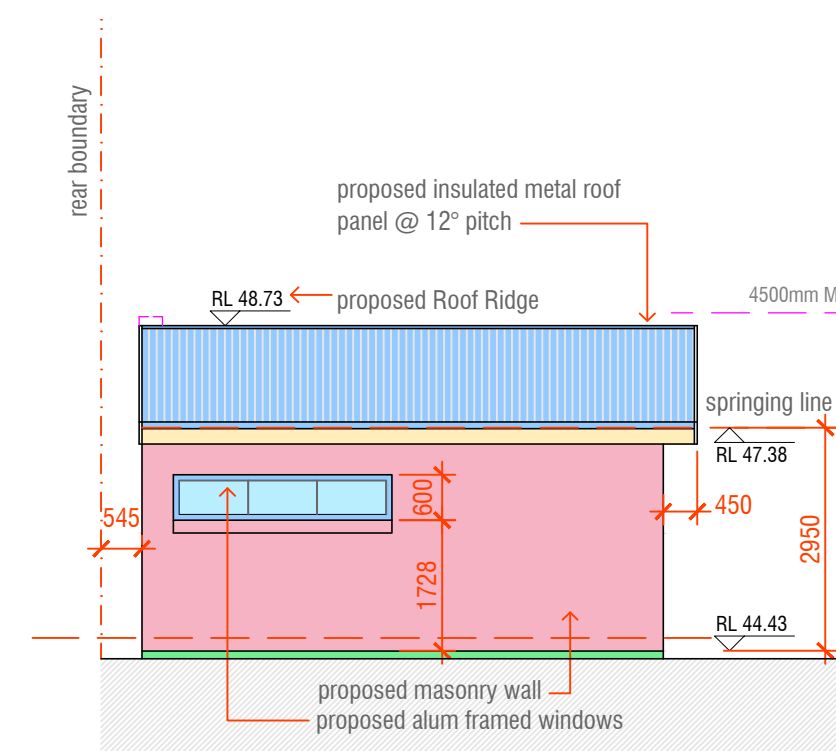 rear boundary
proposed insulated metal roof
panel @ 12° pitch
RL 48.73
proposed Roof Ridge
4500mm M
springing line
RL 47.38
600
545
450
2950
1728
RL 44.43
proposed masonry wall
proposed alum framed windows